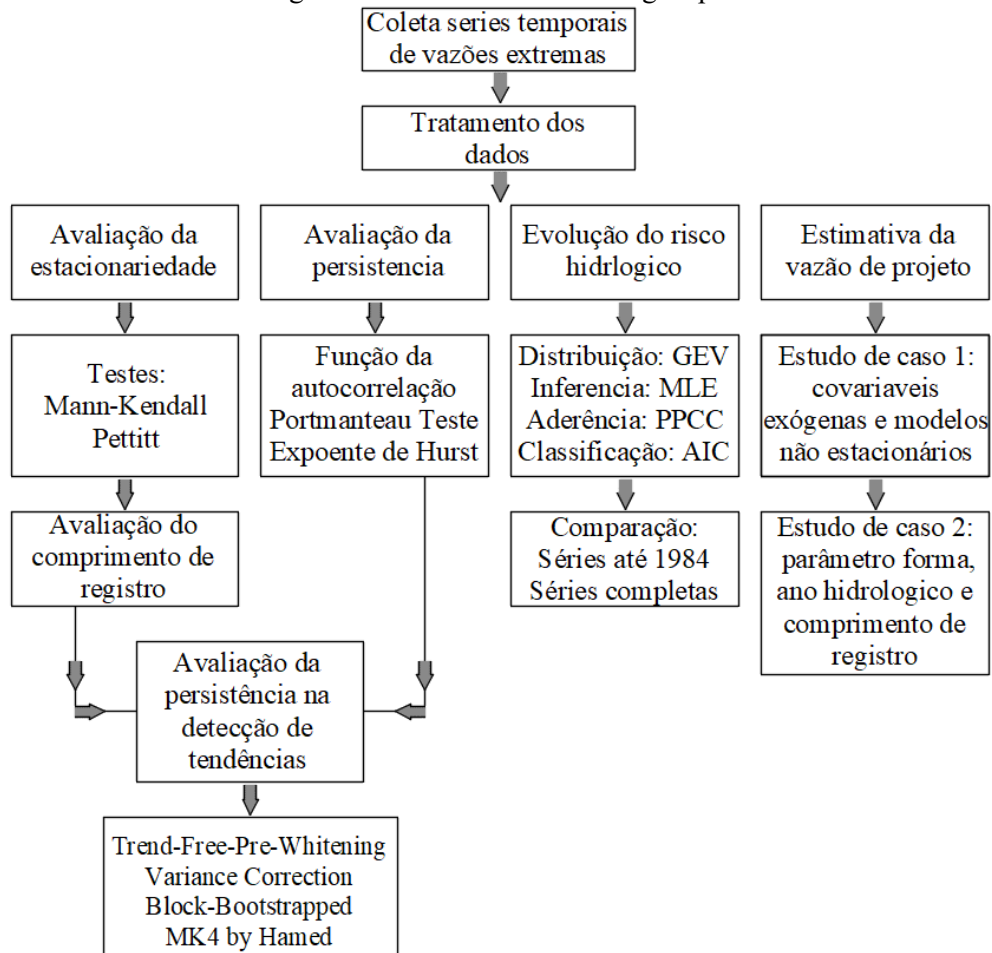 Coleta series temporais
de vazões extremas
Tratamento dos
dados
Avaliação da
estacionariedade
Avaliação da
persistencia
Evolução do risco
hidrlogico
Estimativa da
vazão de projeto
Testes:
Mann-Kendall
Pettitt
Função da
autocorrelação
Portmanteau Teste
Expoente de Hurst
Distribuição: GEV
Inferencia: MLE
Aderência: PPCC
Classificação: AIC
Estudo de caso 1:
covariaveis
exógenas e modelos
não estacionários
Avaliação do
comprimento de
registro
Comparação:
Séries até 1984
Séries completas
Estudo de caso 2:
parâmetro forma,
ano hidrologico e
comprimento de
registro
Avaliação da
persistência na
detecção de
tendências
Trend-Free-Pre-Whitening
Variance Correction
Block-Bootstrapped
MK4 by Hamed